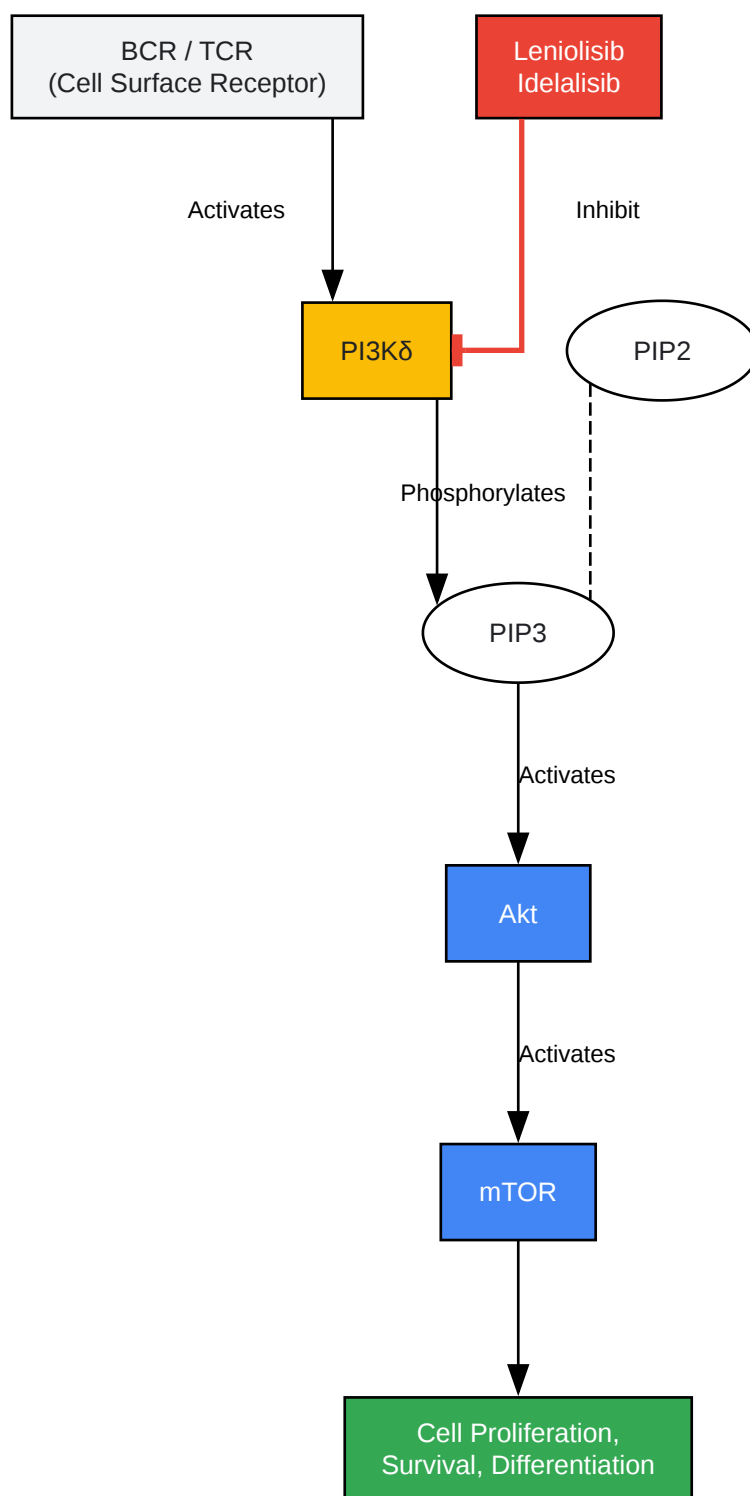 BCR / TCR
(Cell Surface Receptor)
Leniolisib
Idelalisib
Activates
Inhibit
PI3Kδ
PIP2
Phosphorylates
PIP3
Activates
Akt
Activates
mTOR
Cell Proliferation,
Survival, Differentiation